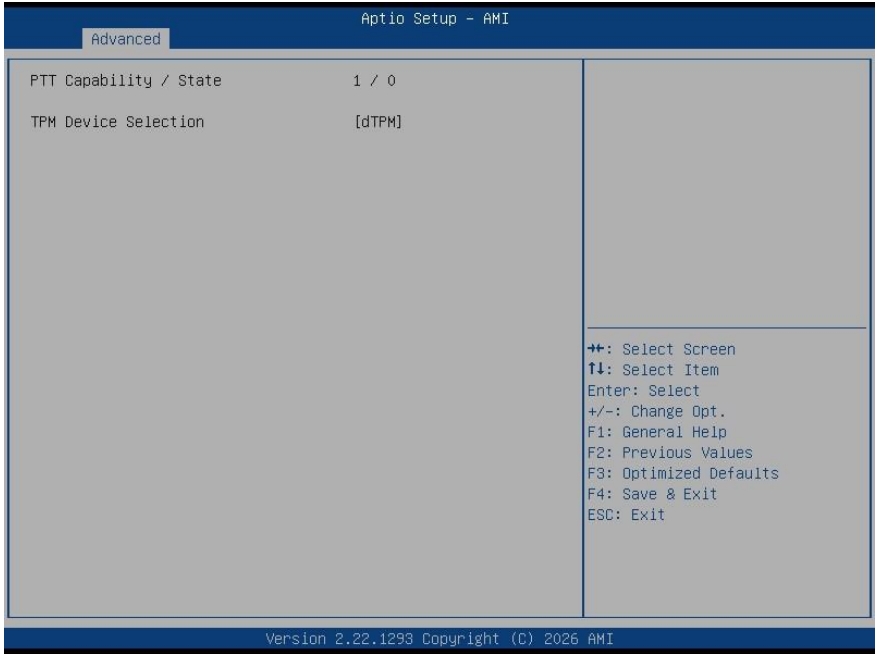 Aptio Setup - AMI
Advanced
PTT Capability / State 1 / 0
TPM Device Selection [dTPM]
→←: Select Screen
↑↓: Select Item
Enter: Select
+/-: Change Opt.
F1: General Help
F2: Previous Values
F3: Optimized Defaults
F4: Save & Exit
ESC: Exit
Version 2.22.1293 Copyright (C) 2026 AMI